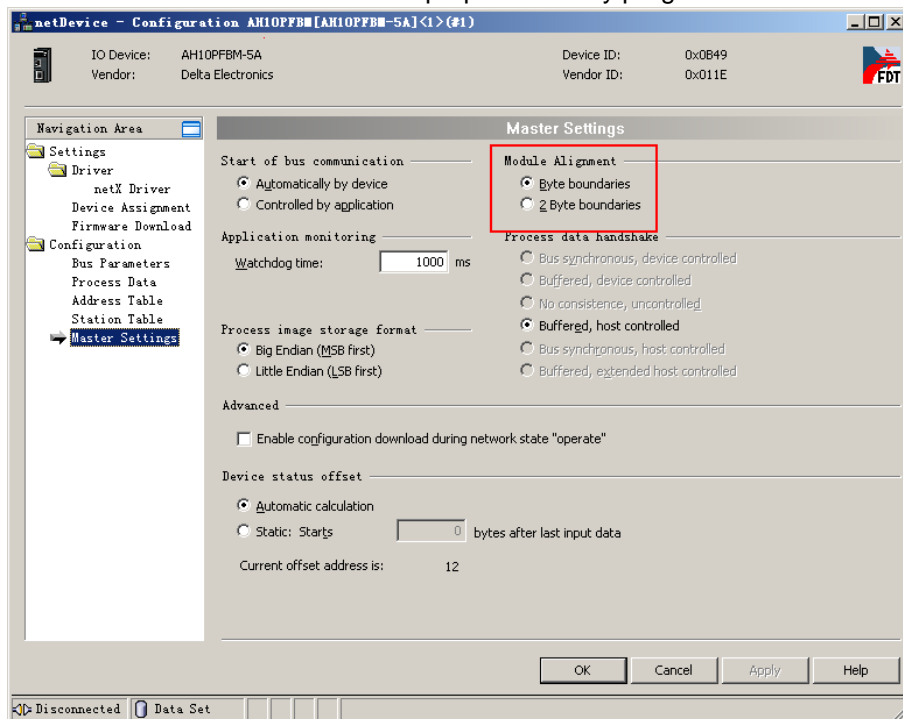 netDevice - Configuration AH10PFBM[AH10PFBM-5A]<1>(#1)
IO Device: AH10PFBM-5A Device ID: 0x0B49
Vendor: Delta Electronics Vendor ID: 0x011E
FDT
Navigation Area
Settings
Driver
netX Driver
Device Assignment
Firmware Download
Configuration
Bus Parameters
Process Data
Address Table
Station Table
Master Settings
Master Settings
Start of bus communication
Automatically by device
Controlled by application
Application monitoring
Watchdog time: 1000 ms
Process image storage format
Big Endian (MSB first)
Little Endian (LSB first)
Module Alignment
Byte boundaries
2 Byte boundaries
Process data handshake
Bus synchronous, device controlled
Buffered, device controlled
No consistence, uncontrolled
Buffered, host controlled
Bus synchronous, host controlled
Buffered, extended host controlled
Advanced
Enable configuration download during network state "operate"
Device status offset
Automatic calculation
Static: Starts 0 bytes after last input data
Current offset address is: 12
OK Cancel Apply Help
Disconnected Data Set